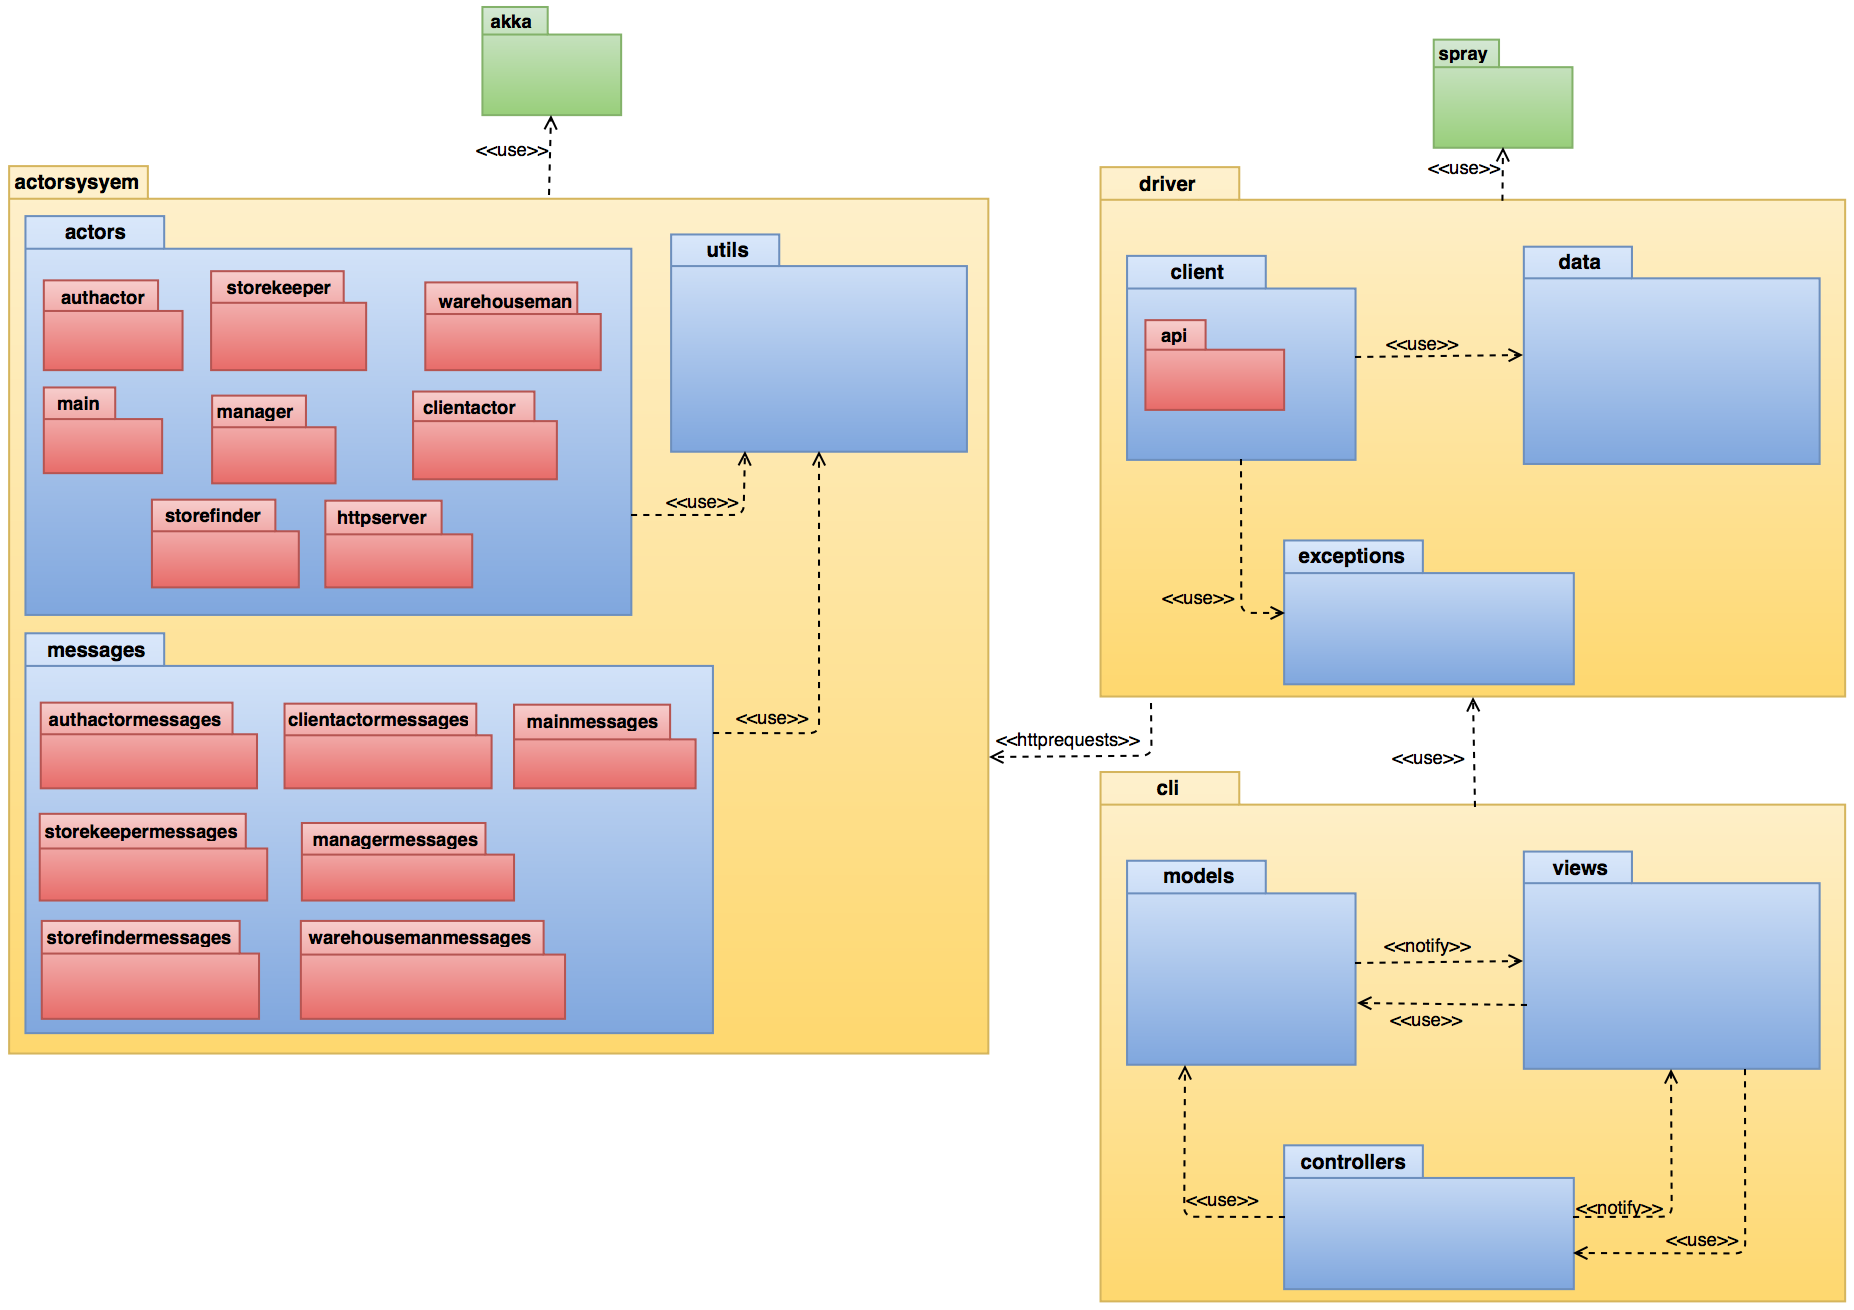 akka
<<use>>
actorsysyem
actors
authactor
storekeeper
warehouseman
main
manager
clientactor
storefinder
httpserver
utils
<<use>>
messages
authactormessages
clientactormessages
mainmessages
<<use>>
storekeepermessages
managermessages
storefindermessages
warehousemanmessages
spray
<<use>>
driver
client
api
<<use>>
data
<<use>>
exceptions
<<httprequests>>
<<use>>
cli
models
views
<<notify>>
<<use>>
controllers
<<use>>
<<notify>>
<<use>>